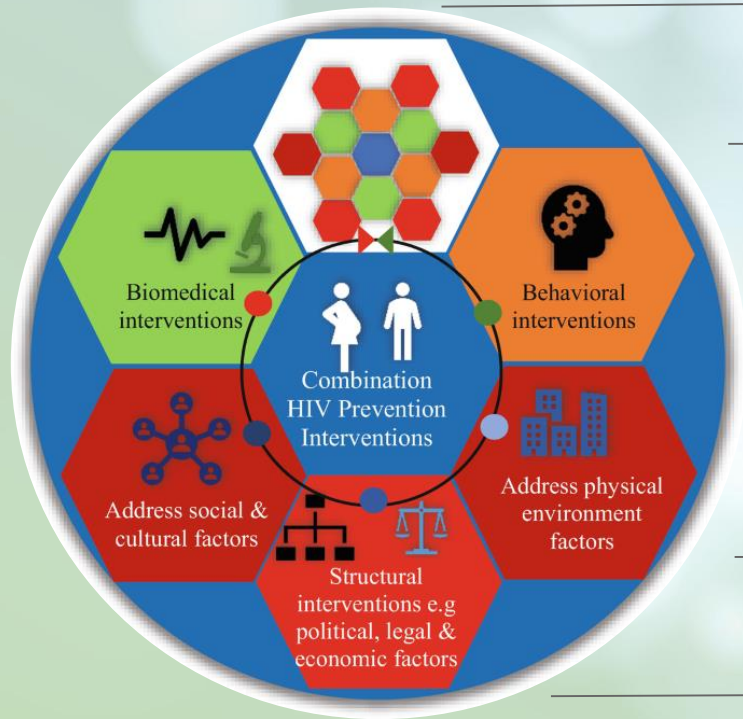 Biomedical
interventions
Behavioral
interventions
Combination
HIV Prevention
Interventions
Address social &
cultural factors
Address physical
environment
factors
Structural
interventions e.g
political, legal &
economic factors